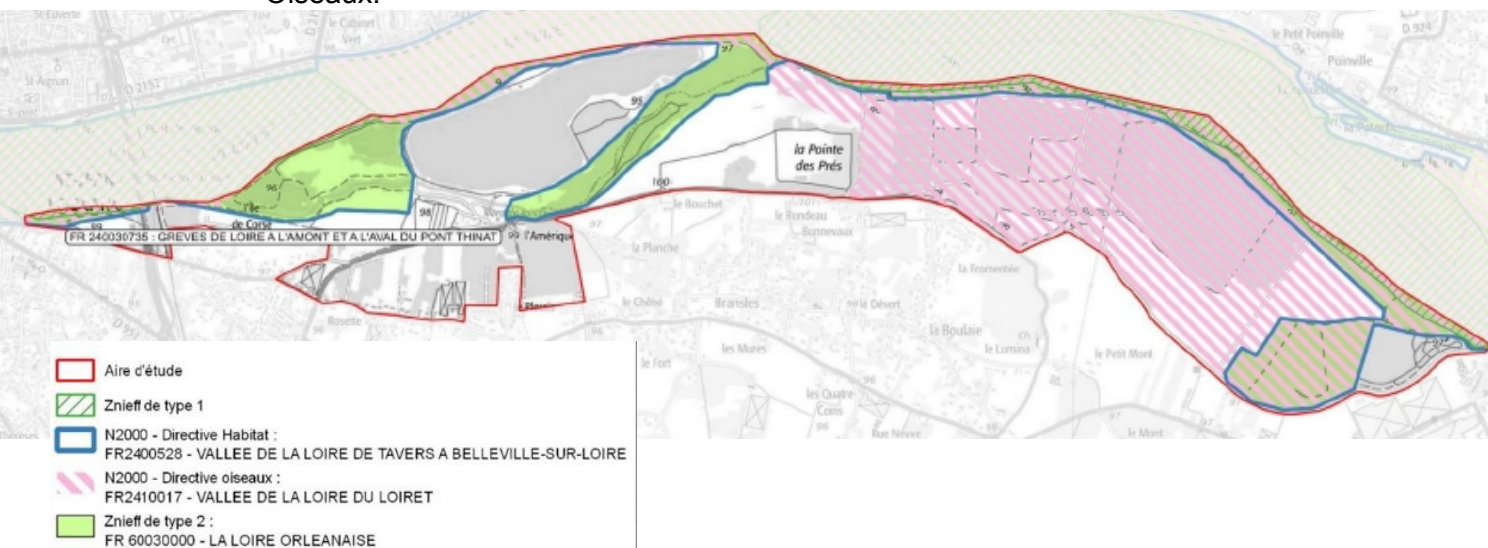 Oiseaux.
St-Euverte
le Cabinet
Vert
D 2152
St-Aignan
97
95
le Petit Poinville
D 924
Poinville
la Patache
la Pointe
des Prés
96
100
l'Île
de Corse
98
FR 240030735 : GREVES DE LOIRE A L'AMONT ET A L'AVAL DU PONT THINAT
99
l'Amérique
97
le Bouchet
le Rondeau
Bonnevaux
la Planche
la Fromentée
le Chêne
Bransles
le Désert
la Boulaie
le Lumina
le Petit Mont
Rosette
96
le Fort
les Mures
les Quatre
Coins
Rue Neuve
le Mont
Aire d'étude
Znieff de type 1
N2000 - Directive Habitat :
FR2400528 - VALLEE DE LA LOIRE DE TAVERS A BELLEVILLE-SUR-LOIRE
N2000 - Directive oiseaux :
FR2410017 - VALLEE DE LA LOIRE DU LOIRET
Znieff de type 2 :
FR 60030000 - LA LOIRE ORLEANAISE